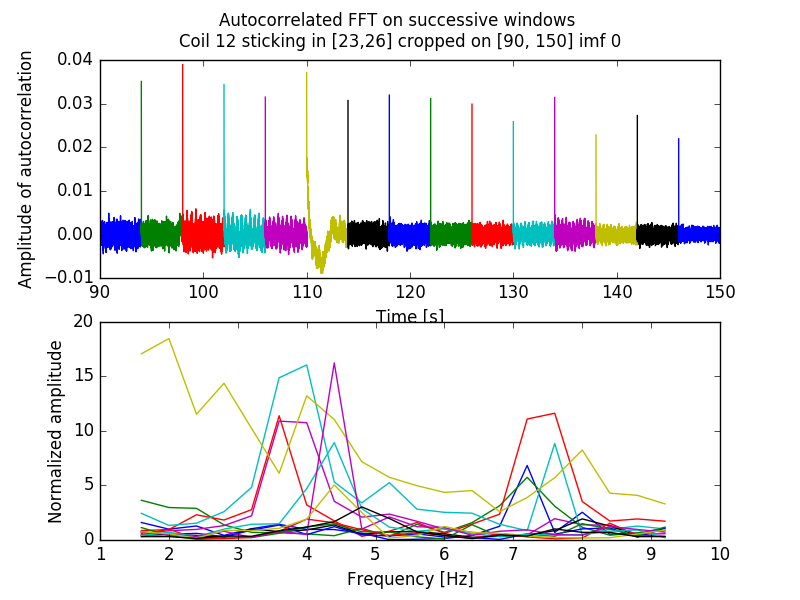 Autocorrelated FFT on successive windows
Coil 12 sticking in [23,26] cropped on [90, 150] imf 0
Amplitude of autocorrelation
0.04
0.03
0.02
0.01
0.00
−0.01
90 100 110 120 130 140 150
Time [s]
Normalized amplitude
20
15
10
5
0
1 2 3 4 5 6 7 8 9 10
Frequency [Hz]